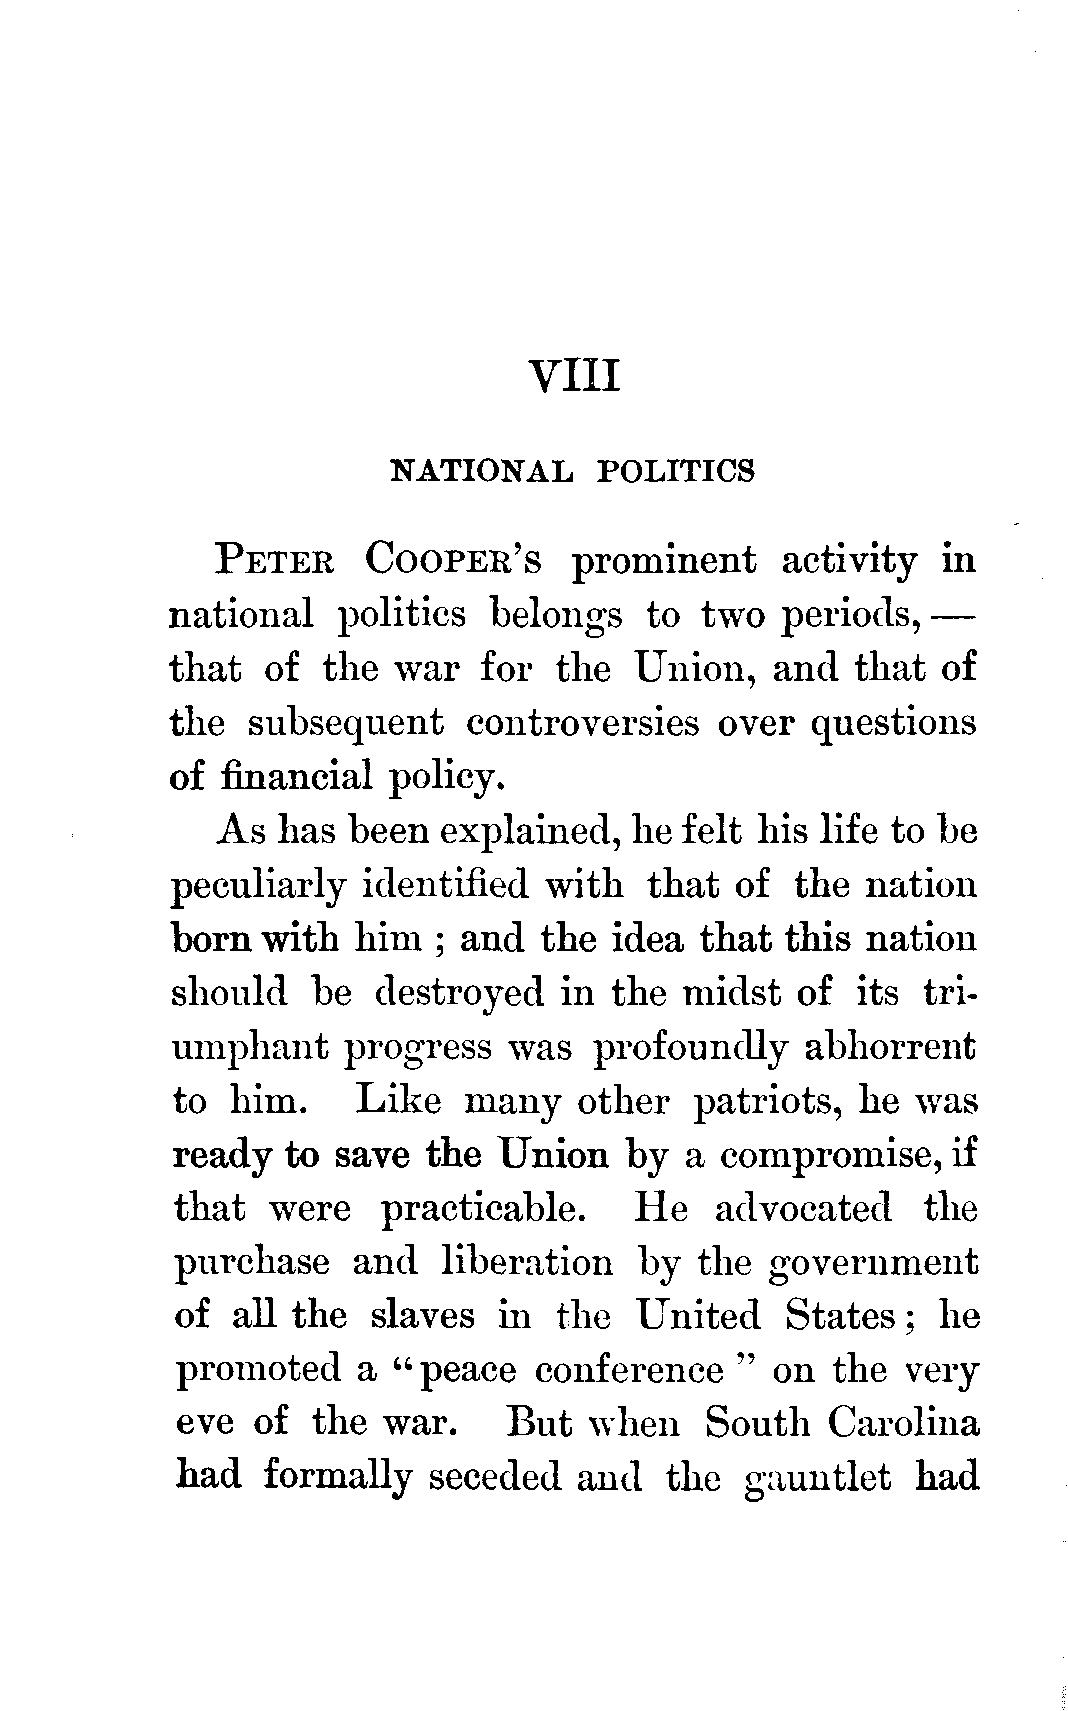 VIII
NATIONAL POLITICS
PETER COOPER'S prominent activity in
national politics belongs to two periods, —
that of the war for the Union, and that of
the subsequent controversies over questions
of financial policy.
As has been explained, he felt his life to be
peculiarly identified with that of the nation
born with him ; and the idea that this nation
should be destroyed in the midst of its tri-
umphant progress was profoundly abhorrent
to him. Like many other patriots, he was
ready to save the Union by a compromise, if
that were practicable. He advocated the
purchase and liberation by the government
of all the slaves in the United States ; he
promoted a “ peace conference ” on the very
eve of the war. But when South Carolina
had formally seceded and the gauntlet had